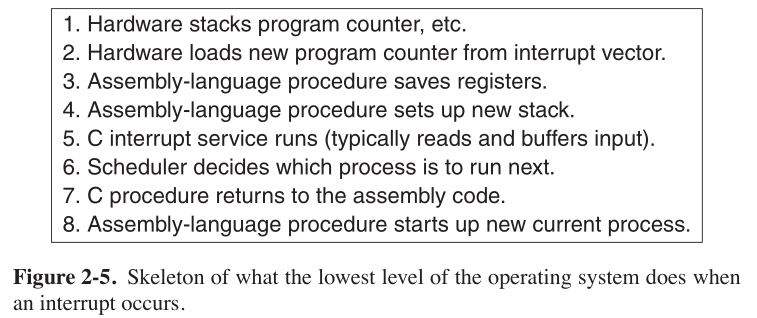 1. Hardware stacks program counter, etc.
2. Hardware loads new program counter from interrupt vector.
3. Assembly-language procedure saves registers.
4. Assembly-language procedure sets up new stack.
5. C interrupt service runs (typically reads and buffers input).
6. Scheduler decides which process is to run next.
7. C procedure returns to the assembly code.
8. Assembly-language procedure starts up new current process.
Figure 2-5. Skeleton of what the lowest level of the operating system does when
an interrupt occurs.